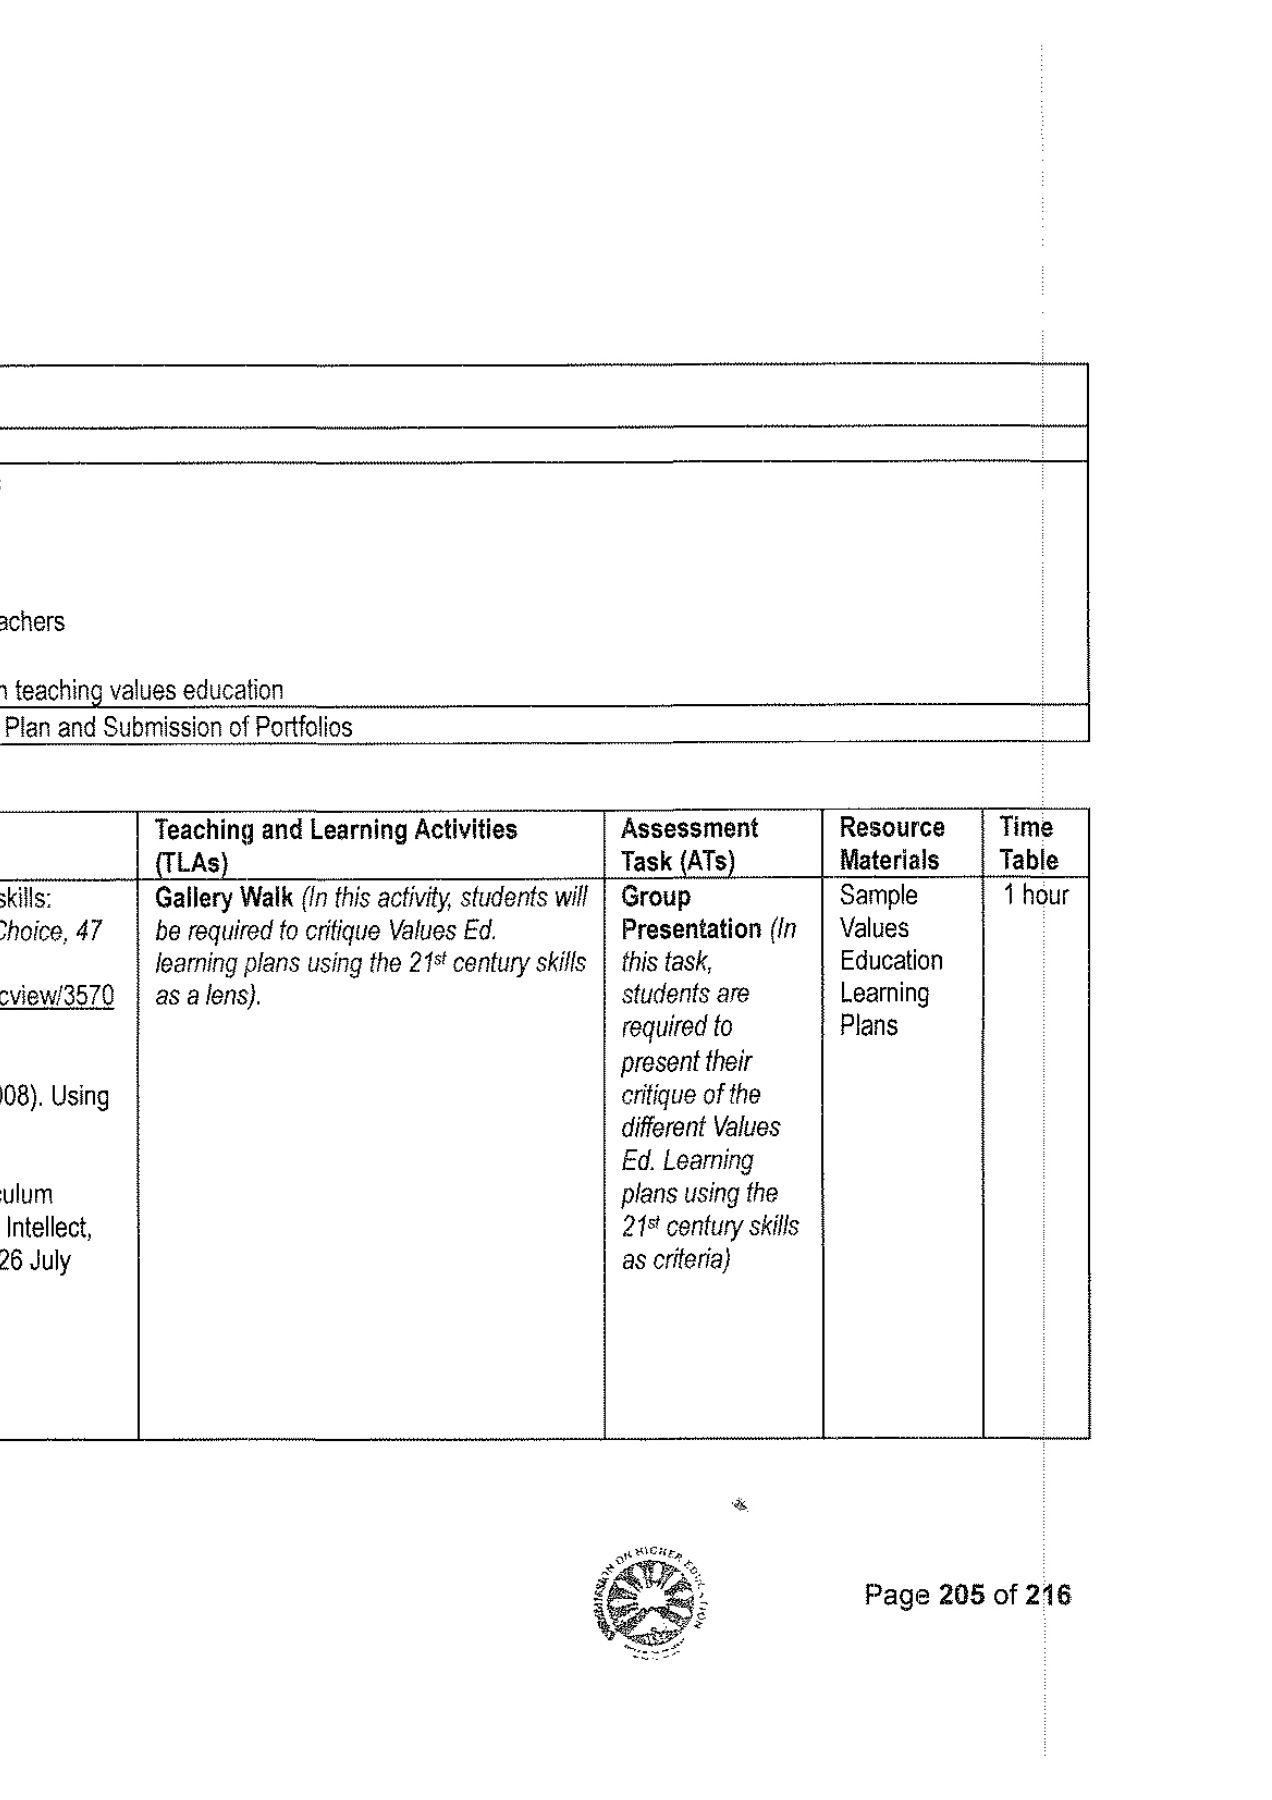 :
achers
n teaching values education
Plan and Submission of Portfolios
Teaching and Learning Activities
(TLAs)
Assessment
Task (ATs)
Resource
Materials
Time
Table
skills:
Choice, 47
cview/3570
008). Using
culum
Intellect,
26 July
Gallery Walk (In this activity, students will
be required to critique Values Ed.
learning plans using the 21st century skills
as a lens).
Group
Presentation (In
this task,
students are
required to
present their
critique of the
different Values
Ed. Learning
plans using the
21st century skills
as criteria)
Sample
Values
Education
Learning
Plans
1 hour
COMMISSION ON HIGHER EDUCATION
Page 205 of 216